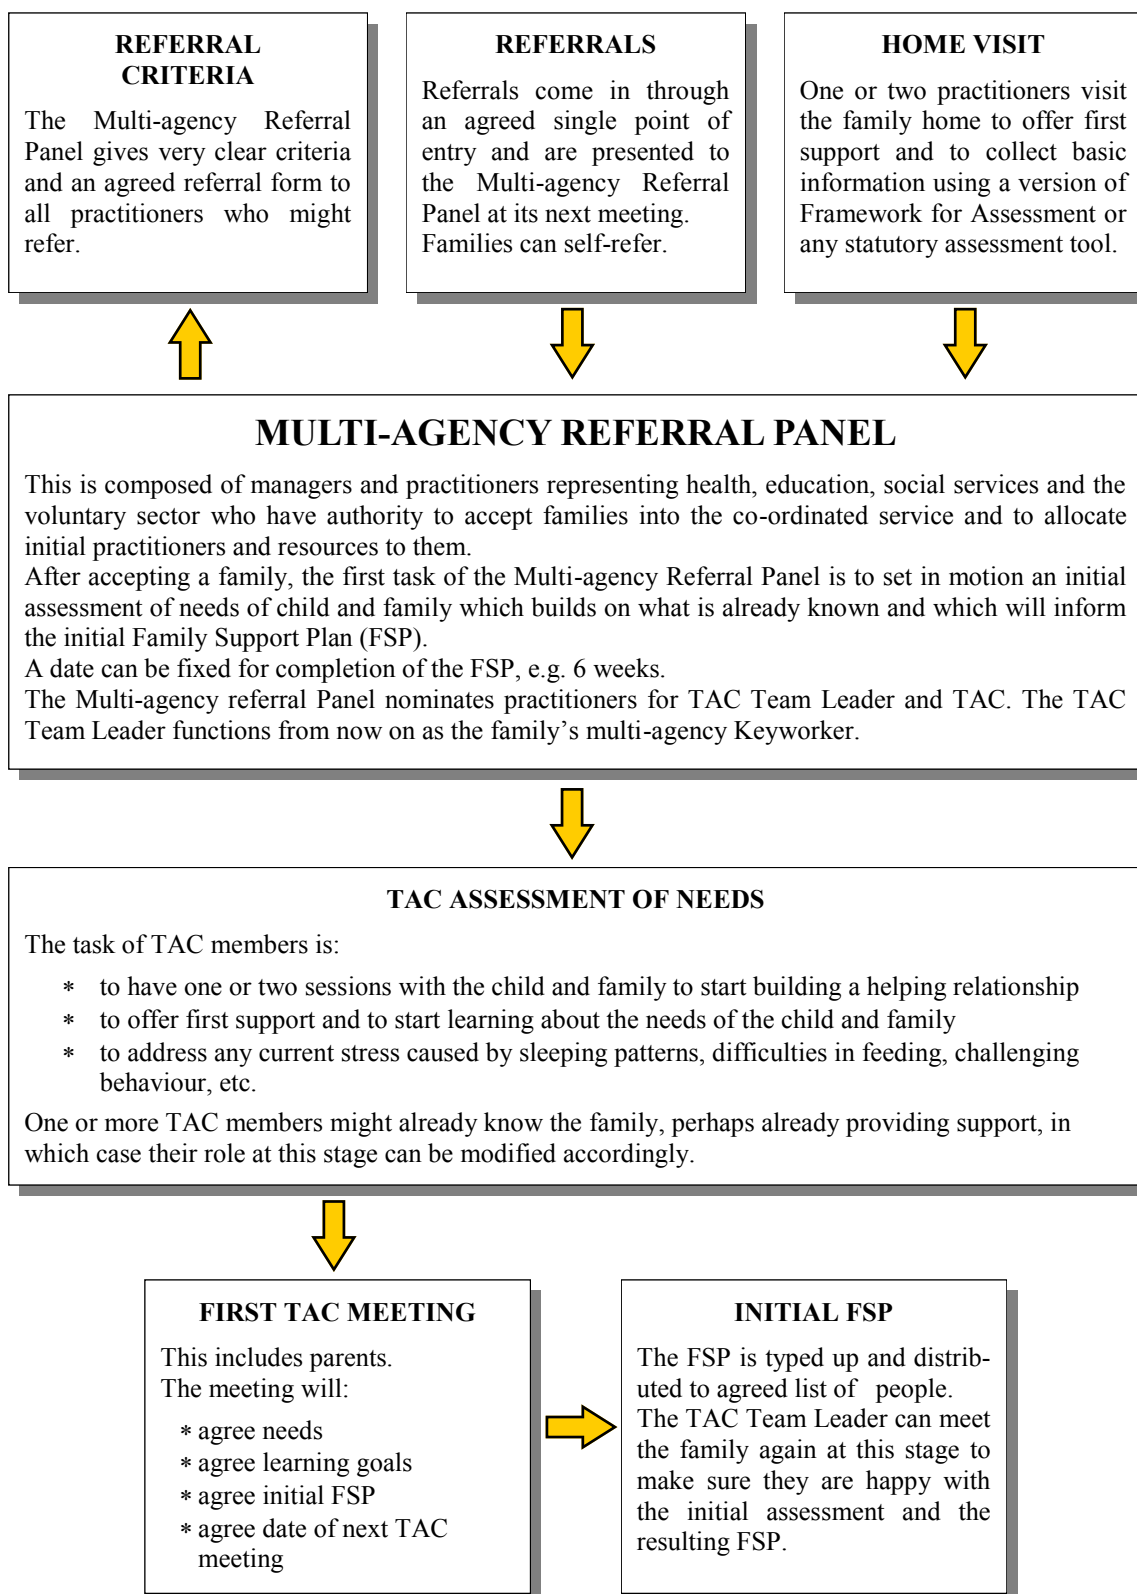 REFERRAL
CRITERIA
The Multi-agency Referral
Panel gives very clear criteria
and an agreed referral form to
all practitioners who might
refer.
REFERRALS
Referrals come in through
an agreed single point of
entry and are presented to
the Multi-agency Referral
Panel at its next meeting.
Families can self-refer.
HOME VISIT
One or two practitioners visit
the family home to offer first
support and to collect basic
information using a version of
Framework for Assessment or
any statutory assessment tool.
MULTI-AGENCY REFERRAL PANEL
This is composed of managers and practitioners representing health, education, social services and the
voluntary sector who have authority to accept families into the co-ordinated service and to allocate
initial practitioners and resources to them.
After accepting a family, the first task of the Multi-agency Referral Panel is to set in motion an initial
assessment of needs of child and family which builds on what is already known and which will inform
the initial Family Support Plan (FSP).
A date can be fixed for completion of the FSP, e.g. 6 weeks.
The Multi-agency referral Panel nominates practitioners for TAC Team Leader and TAC. The TAC
Team Leader functions from now on as the family’s multi-agency Keyworker.
TAC ASSESSMENT OF NEEDS
The task of TAC members is:
* to have one or two sessions with the child and family to start building a helping relationship
* to offer first support and to start learning about the needs of the child and family
* to address any current stress caused by sleeping patterns, difficulties in feeding, challenging
behaviour, etc.
One or more TAC members might already know the family, perhaps already providing support, in
which case their role at this stage can be modified accordingly.
FIRST TAC MEETING
This includes parents.
The meeting will:
* agree needs
* agree learning goals
* agree initial FSP
* agree date of next TAC
meeting
INITIAL FSP
The FSP is typed up and distrib-
uted to agreed list of people.
The TAC Team Leader can meet
the family again at this stage to
make sure they are happy with
the initial assessment and the
resulting FSP.